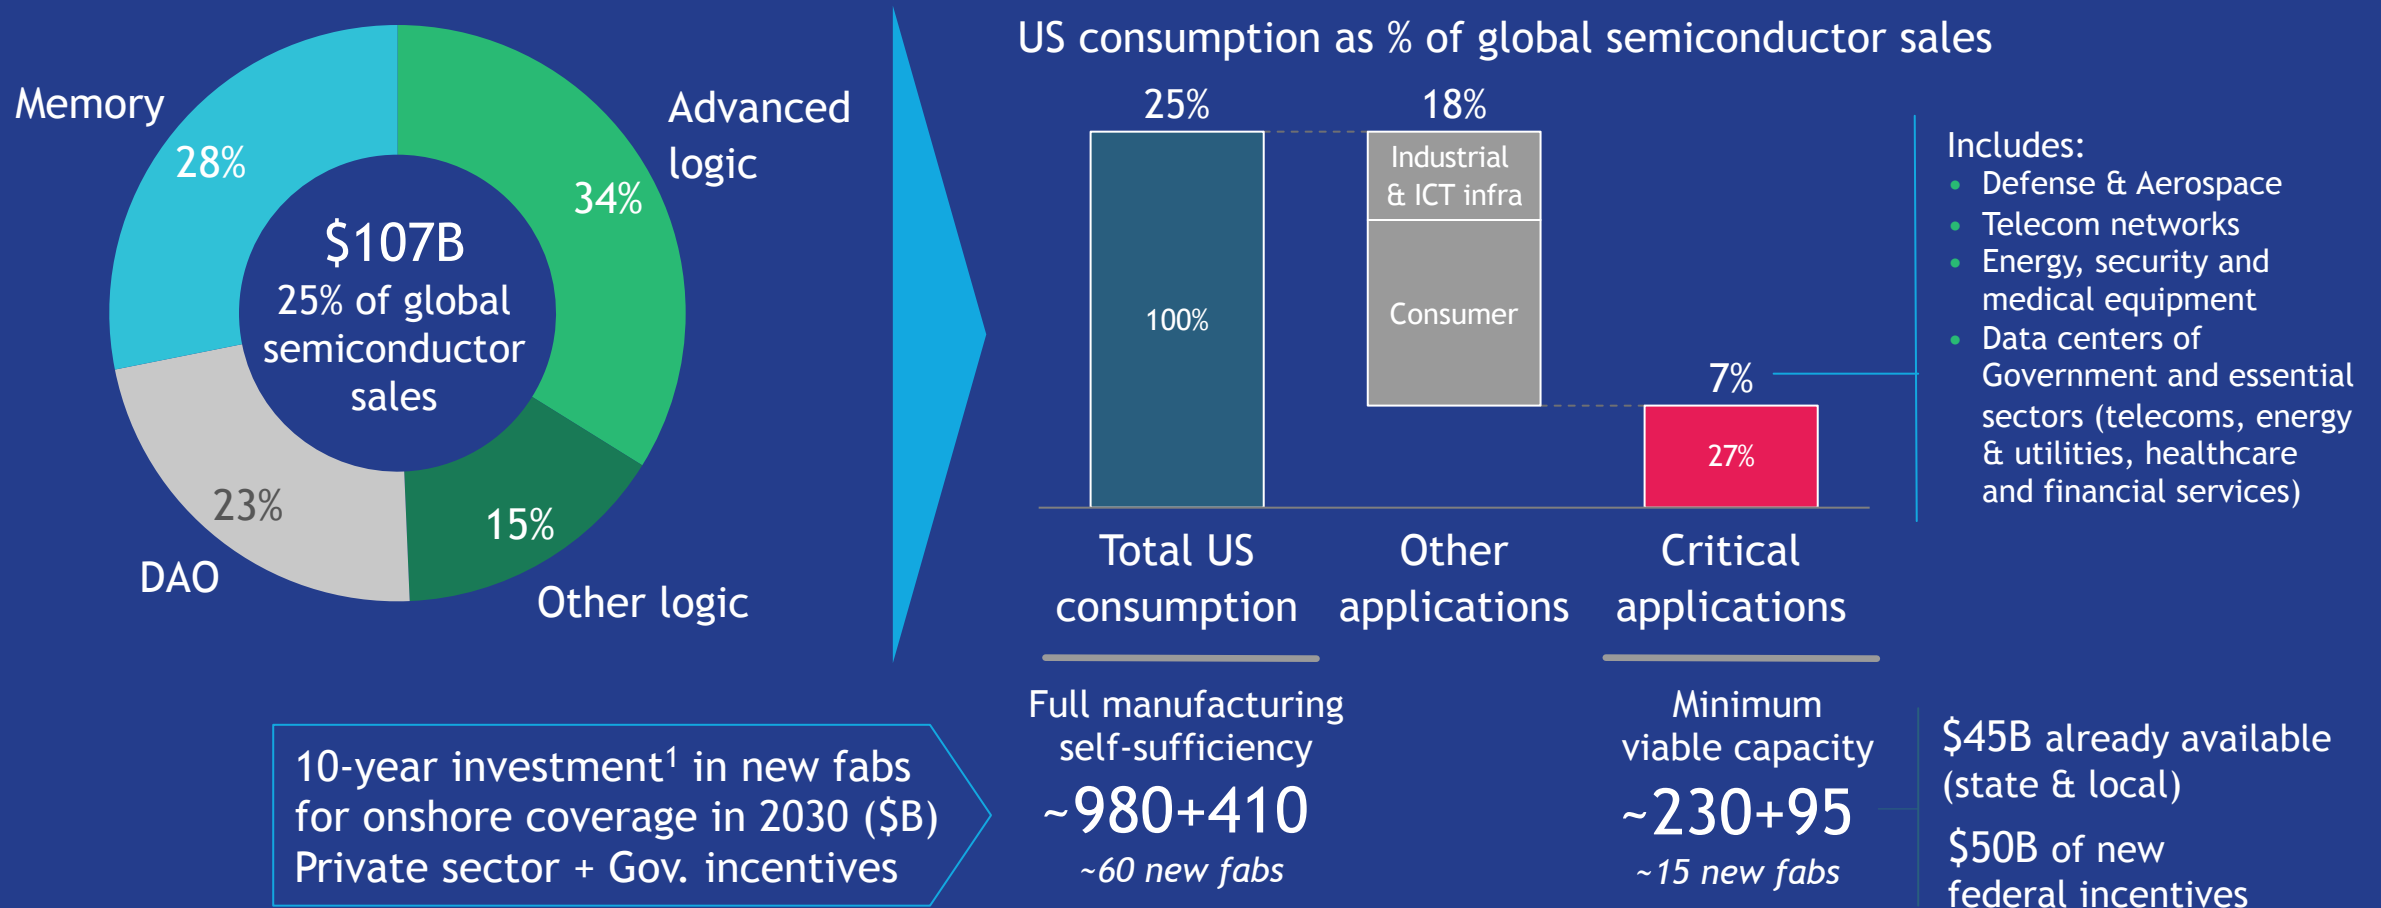 Memory
28%
Advanced
logic
34%
$107B
25% of global
semiconductor
sales
23%
DAO
15%
Other logic
US consumption as % of global semiconductor sales
25%
100%
18%
Industrial
& ICT infra
Consumer
7%
27%
Total US
consumption
Other
applications
Critical
applications
Includes:
• Defense & Aerospace
• Telecom networks
• Energy, security and
medical equipment
• Data centers of
Government and essential
sectors (telecoms, energy
& utilities, healthcare
and financial services)
10-year investment¹ in new fabs
for onshore coverage in 2030 ($B)
Private sector + Gov. incentives
Full manufacturing
self-sufficiency
~980+410
~60 new fabs
Minimum
viable capacity
~230+95
~15 new fabs
$45B already available
(state & local)
$50B of new
federal incentives